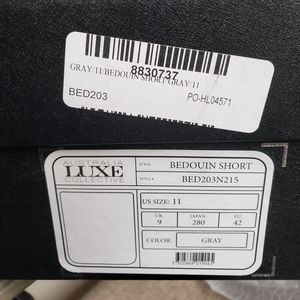 8830737
GRAY/11/BEDOUIN SHORT GRAY/11
BED203
PO-HL04571
AUSTRALIA
LUXE
COLLECTIVE
STYLE:
BEDOUIN SHORT
STYLE #
BED203N215
US SIZE: 11
UK
9
JAPAN
280
EU
42
COLOR:
GRAY